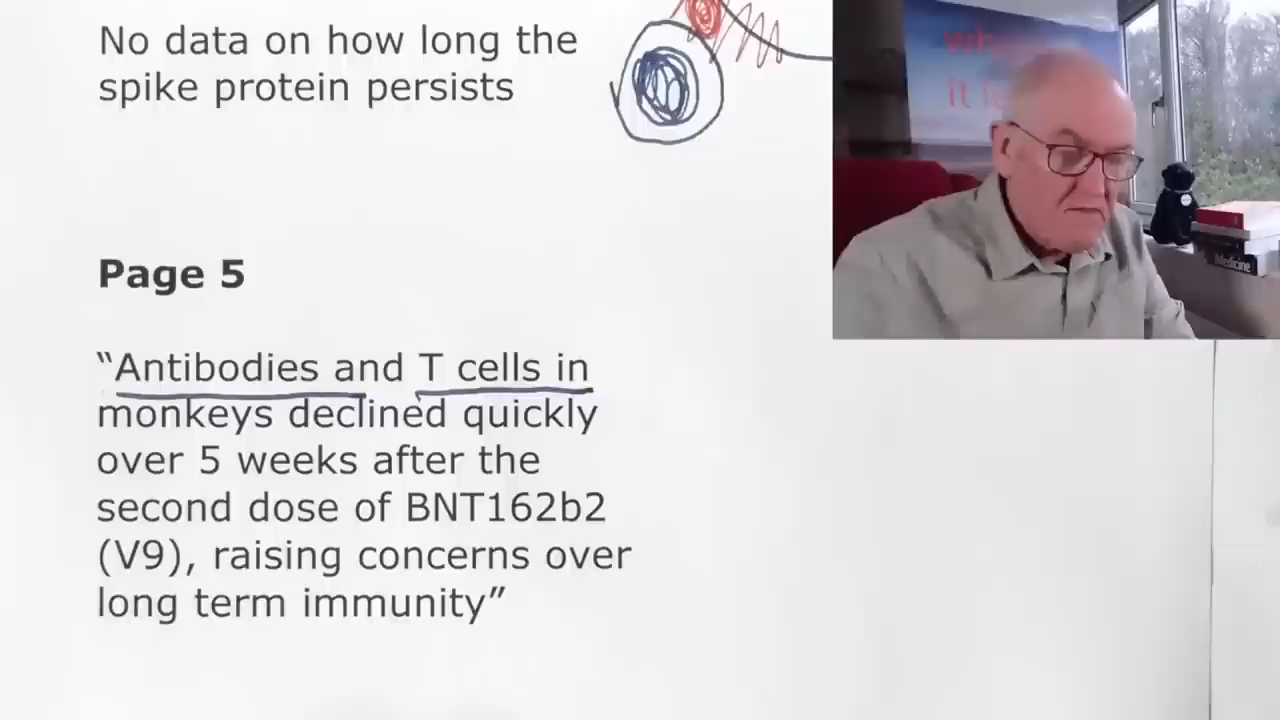 No data on how long the
spike protein persists
Page 5
“Antibodies and T cells in
monkeys declined quickly
over 5 weeks after the
second dose of BNT162b2
(V9), raising concerns over
long term immunity”
Medicine